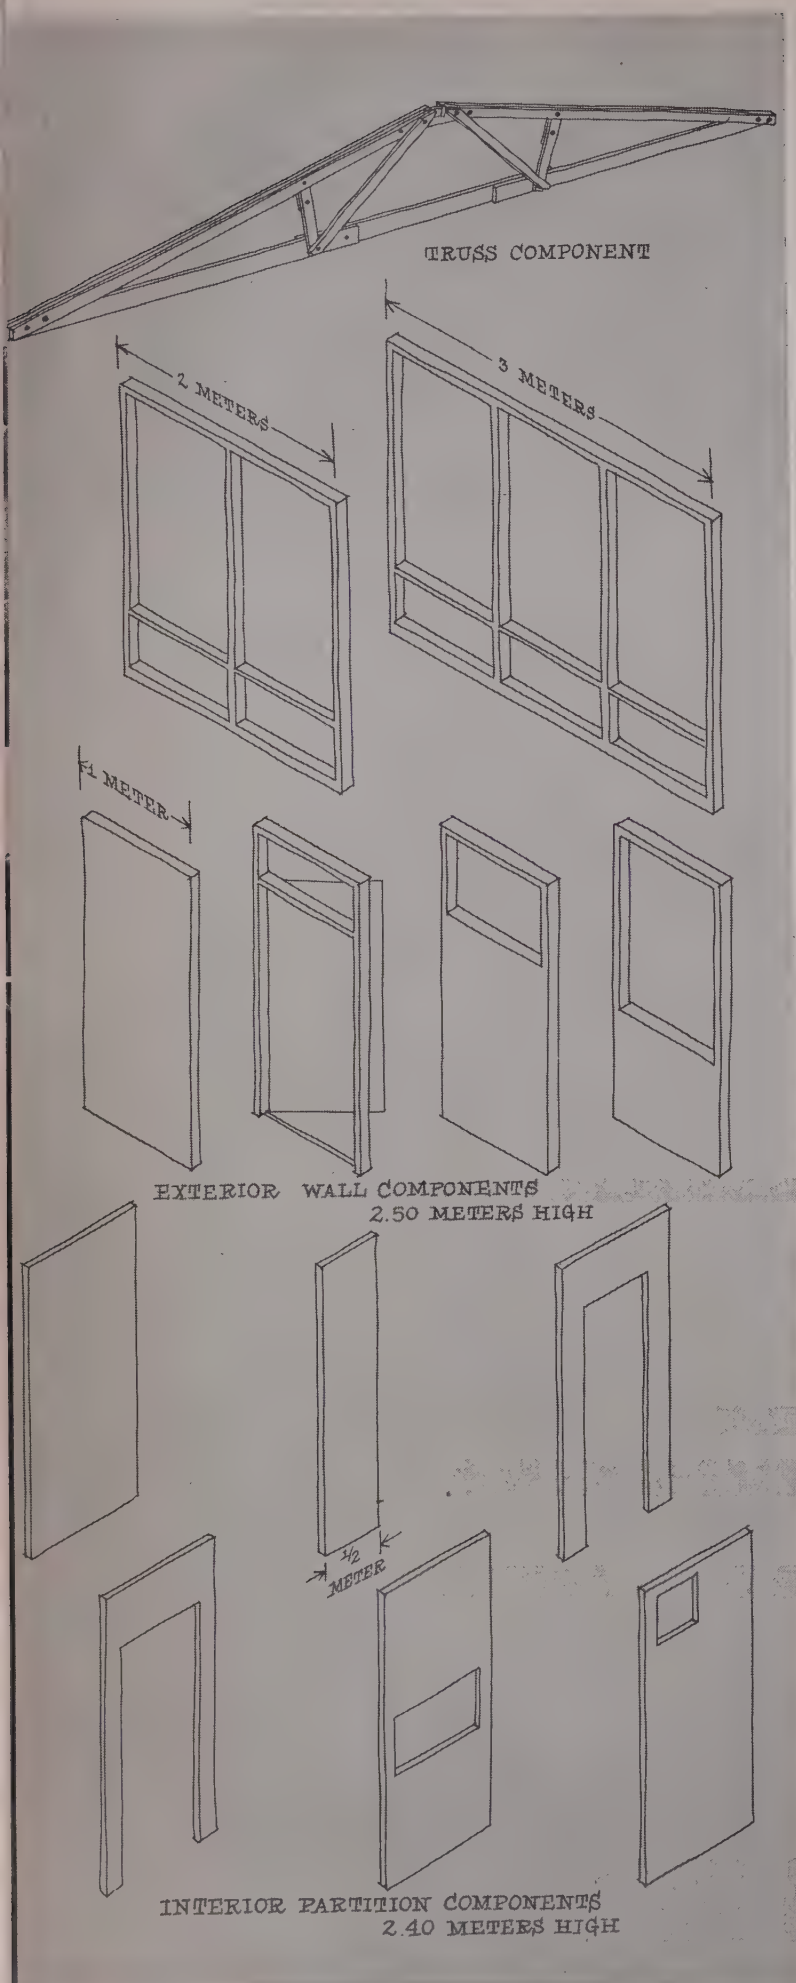 TRUSS COMPONENT
2 METERS
3 METERS
1 METER
EXTERIOR WALL COMPONENTS
2.50 METERS HIGH
1/2
METER
INTERIOR PARTITION COMPONENTS
2.40 METERS HIGH